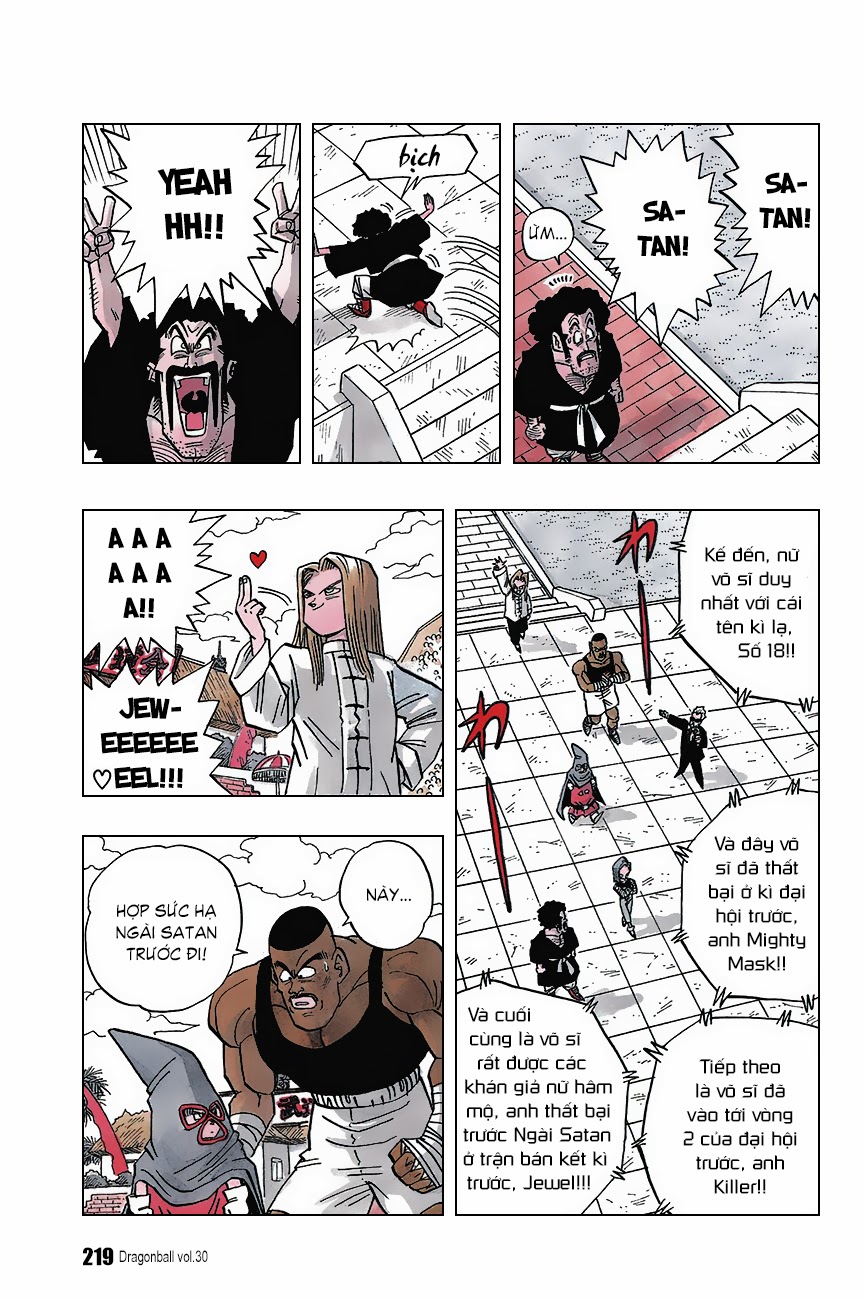 SA-
TAN!
SA-
TAN!
ỪM...
bịch
YEAH
HH!!
Kế đến, nữ
võ sĩ duy
nhất với cái
tên kì lạ,
Số 18!!
わ
わ
Và đây võ
sĩ đã thất
bại ở kì đại
hội trước,
anh Mighty
Mask!!
Tiếp theo
là võ sĩ đã
vào tới vòng
2 của đại hội
trước, anh
Killer!!
Và cuối
cùng là võ sĩ
rất được các
khán giả nữ hâm
mộ, anh thất bại
trước Ngài Satan
ở trận bán kết kì
trước, Jewel!!!
A A A
A A A
A!!
JEW-
EEEEEE
♡EEL!!!
NÀY...
HỢP SỨC HẠ
NGÀI SATAN
TRƯỚC ĐI!
武
219 Dragonball vol.30